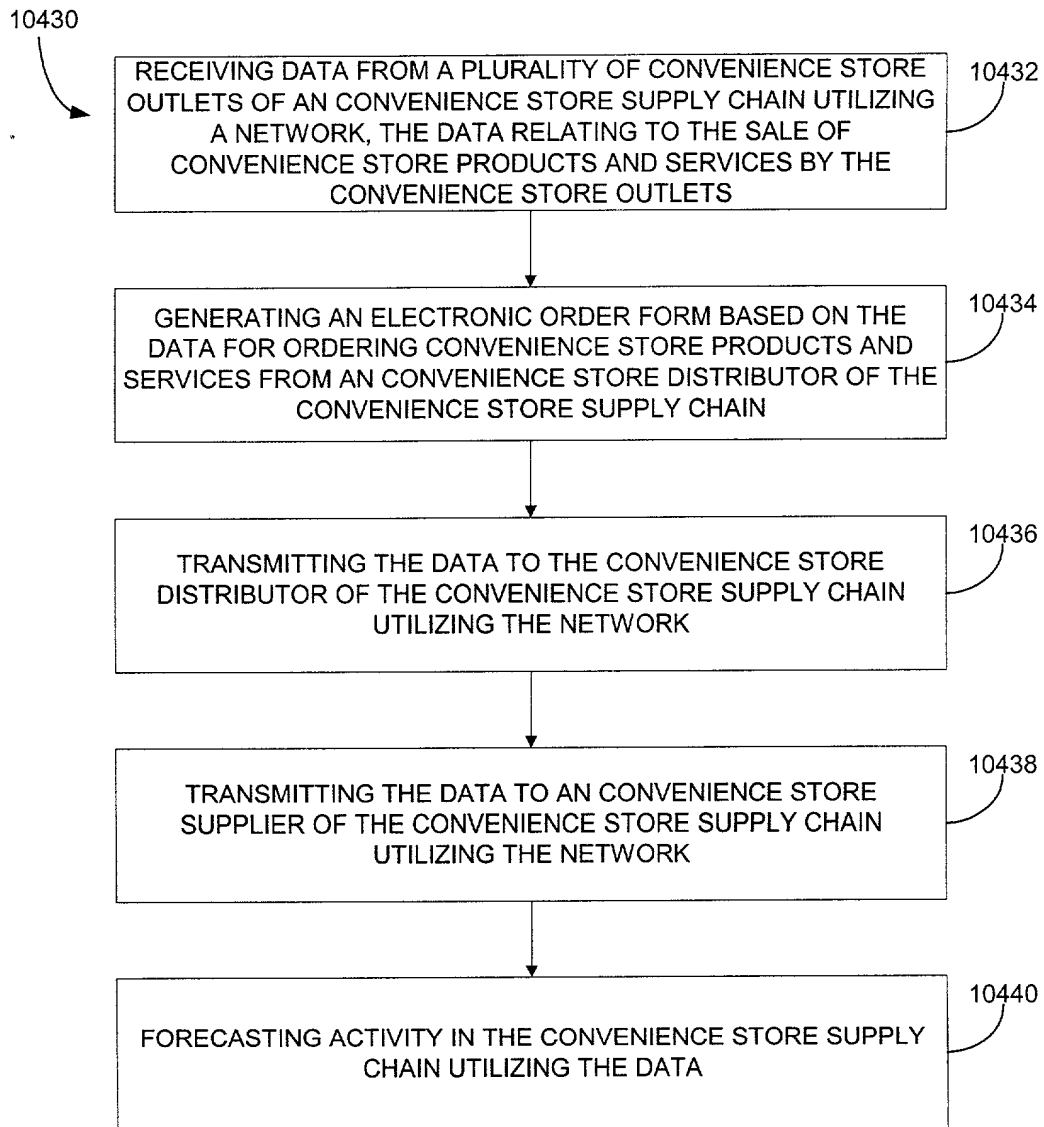 10430
RECEIVING DATA FROM A PLURALITY OF CONVENIENCE STORE
OUTLETS OF AN CONVENIENCE STORE SUPPLY CHAIN UTILIZING
A NETWORK, THE DATA RELATING TO THE SALE OF
CONVENIENCE STORE PRODUCTS AND SERVICES BY THE
CONVENIENCE STORE OUTLETS
10432
GENERATING AN ELECTRONIC ORDER FORM BASED ON THE
DATA FOR ORDERING CONVENIENCE STORE PRODUCTS AND
SERVICES FROM AN CONVENIENCE STORE DISTRIBUTOR OF THE
CONVENIENCE STORE SUPPLY CHAIN
10434
TRANSMITTING THE DATA TO THE CONVENIENCE STORE
DISTRIBUTOR OF THE CONVENIENCE STORE SUPPLY CHAIN
UTILIZING THE NETWORK
10436
TRANSMITTING THE DATA TO AN CONVENIENCE STORE
SUPPLIER OF THE CONVENIENCE STORE SUPPLY CHAIN
UTILIZING THE NETWORK
10438
FORECASTING ACTIVITY IN THE CONVENIENCE STORE SUPPLY
CHAIN UTILIZING THE DATA
10440